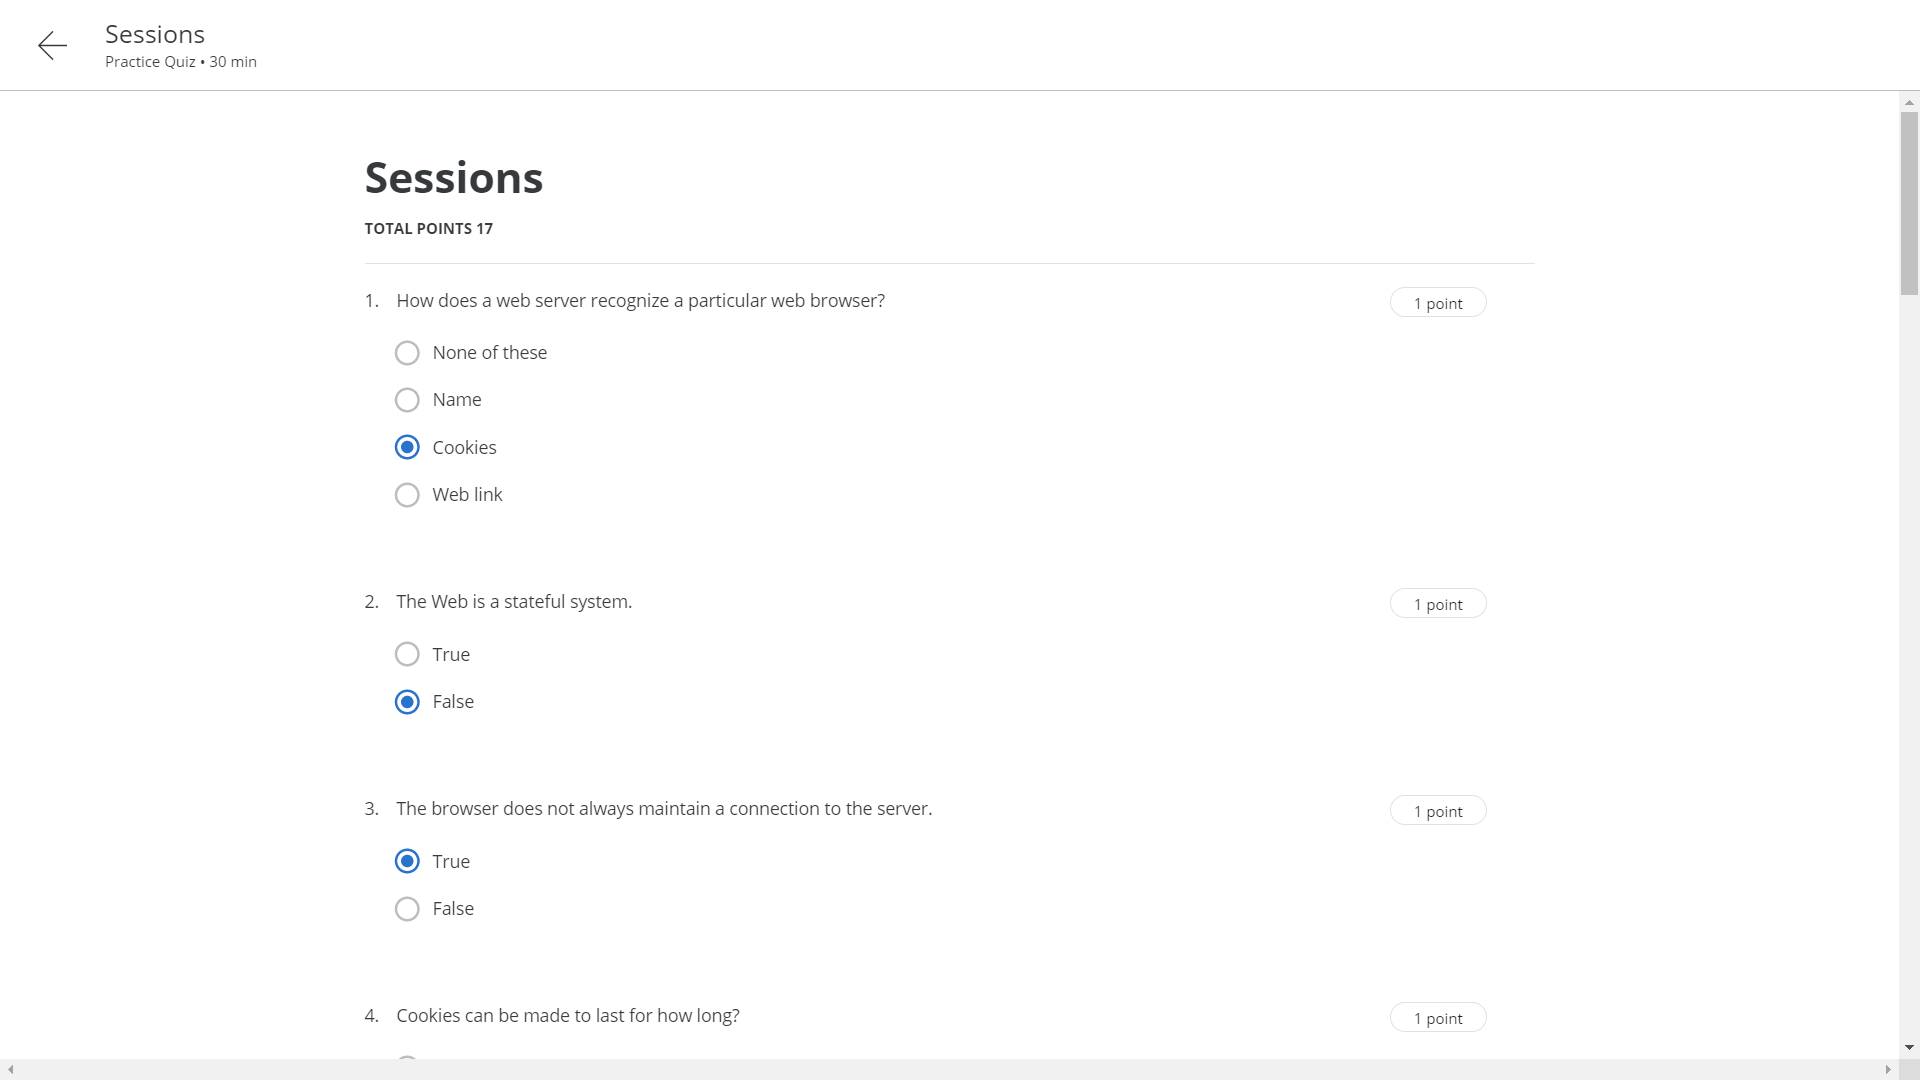 Sessions
Practice Quiz • 30 min
Sessions
TOTAL POINTS 17
1. How does a web server recognize a particular web browser?
1 point
None of these
Name
Cookies
Web link
2. The Web is a stateful system.
1 point
True
False
3. The browser does not always maintain a connection to the server.
1 point
True
False
4. Cookies can be made to last for how long?
1 point